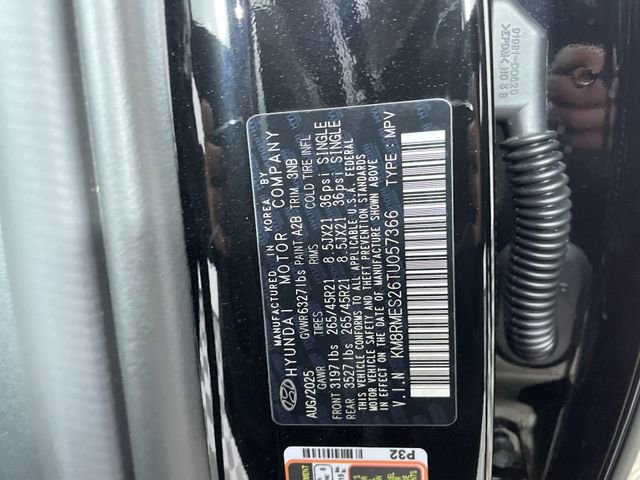 MANUFACTURED IN KOREA BY
HYUNDAI MOTOR COMPANY
AUG/2025 GVWR 6327lbs PAINT A2B TRIM 3NB
GAWR TIRES RIMS COLD TIRE INFL
FRONT 3197lbs 265/45R21 8.5JX21 36psi SINGLE
REAR 3527lbs 265/45R21 8.5JX21 36psi SINGLE
THIS VEHICLE CONFORMS TO ALL APPLICABLE U.S.A. FEDERAL
MOTOR VEHICLE SAFETY AND THEFT PREVENTION STANDARDS
IN EFFECT ON THE DATE OF MANUFACTURE SHOWN ABOVE
V.I.N KM8RMES26TU057366 TYPE : MPV
P32